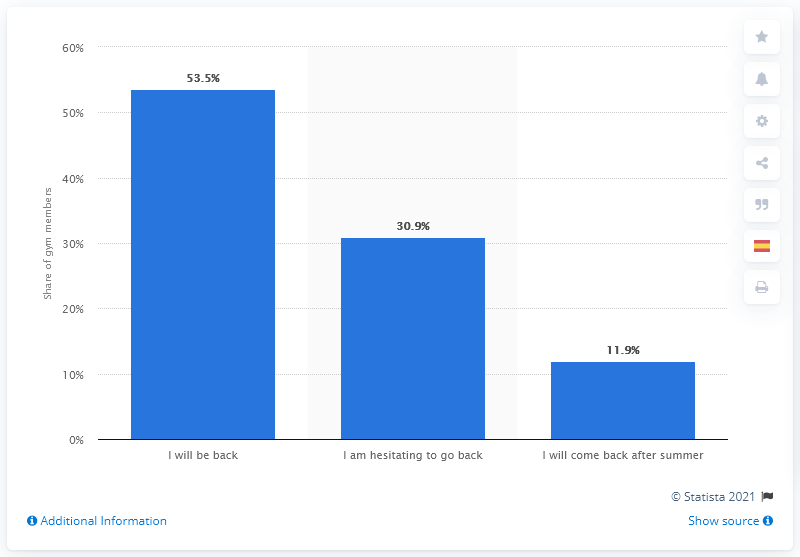 60%
53.5%
50%
40%
30.9%
30%
20%
11.9%
10%
0%
Share of gym members
I will be back
I am hesitating to go back
I will come back after summer
© Statista 2021
Additional Information
Show source